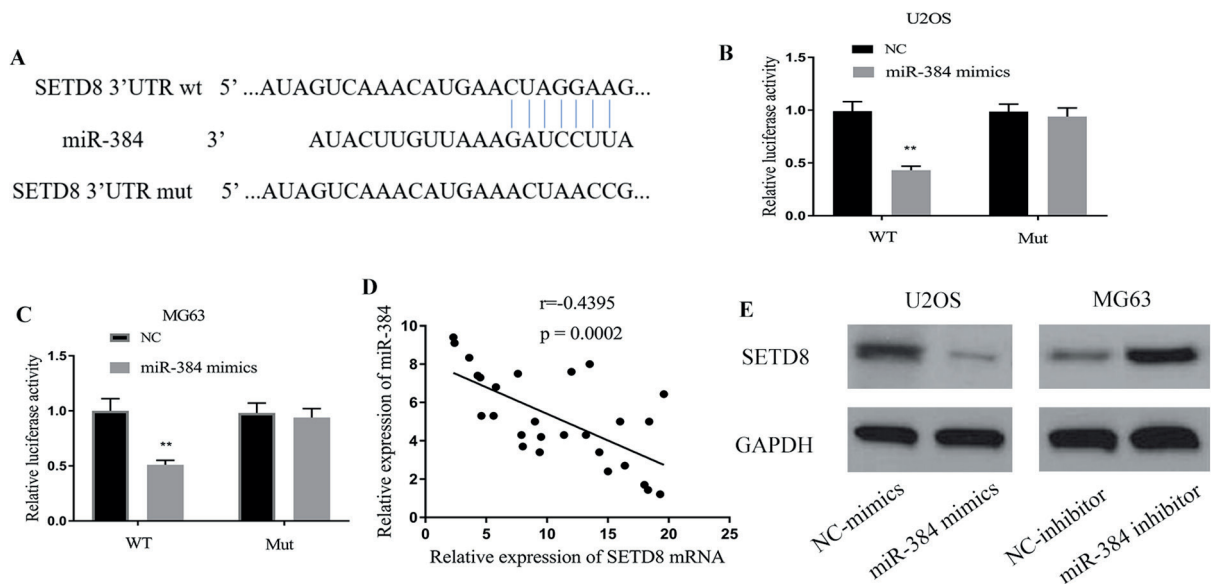 A
SETD8 3'UTR wt 5' ...AUAGUCAAACAUGAACUAGGAAG...
miR-384 3' AUACUUGUUAAAGAUCCUUA
SETD8 3'UTR mut 5' ...AUAGUCAAACAUGAAACUAACCG...
B
U2OS
NC
miR-384 mimics
Relative luciferase activity
1.5
1.0
0.5
0.0
**
WT Mut
C
MG63
NC
miR-384 mimics
Relative luciferase activity
1.5
1.0
0.5
0.0
**
WT Mut
D
r=-0.4395
p = 0.0002
Relative expression of miR-384
10
8
6
4
2
0
0 5 10 15 20 25
Relative expression of SETD8 mRNA
E
U2OS MG63
SETD8
GAPDH
NC-mimics
miR-384 mimics
NC-inhibitor
miR-384 inhibitor